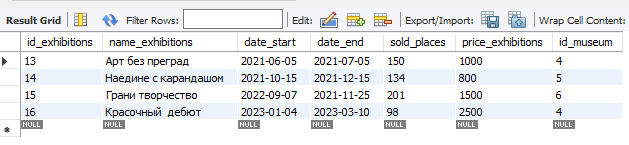 Result Grid Filter Rows: Edit: Export/Import: Wrap Cell Content:
id_exhibitions name_exhibitions date_start date_end sold_places price_exhibitions id_museum
13 Арт без преград 2021-06-05 2021-07-05 150 1000 4
14 Наедине с карандашом 2021-10-15 2021-12-15 134 800 5
15 Грани творчество 2022-09-07 2021-11-25 201 1500 6
16 Красочный дебют 2023-01-04 2023-03-10 98 2500 4
NULL NULL NULL NULL NULL NULL NULL